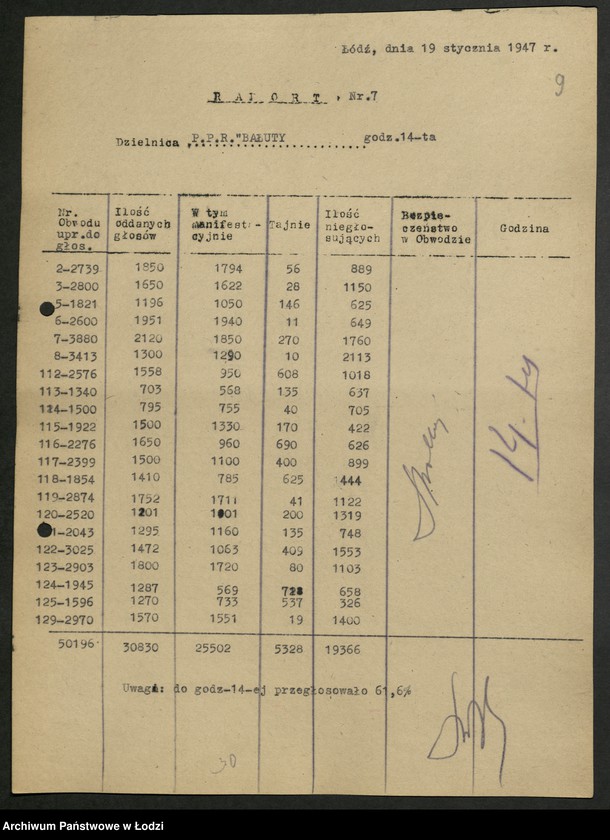 Łódź, dnia 19 stycznia 1947 r.
9
R A P O R T , Nr.7
Dzielnica P.P.R."BAŁUTY godz.14-ta
Nr. Obwodu upr.do głos. Ilość oddanych głosów W tym manifesta-cyjnie Tajnie Ilość niegło-sujących Bezpie-czeństwo w Obwodzie Godzina
2-2739 1850 1794 56 889
3-2800 1650 1622 28 1150
5-1821 1196 1050 146 625
6-2600 1951 1940 11 649
7-3880 2120 1850 270 1760
8-3413 1300 1290 10 2113
112-2576 1558 950 608 1018
113-1340 703 568 135 637
114-1500 795 755 40 705
115-1922 1500 1330 170 422
116-2276 1650 960 690 626
117-2399 1500 1100 400 899
118-1854 1410 785 625 444
119-2874 1752 1711 41 1122
120-2520 1201 1001 200 1319
1-2043 1295 1160 135 748
122-3025 1472 1063 409 1553
123-2903 1800 1720 80 1103
124-1945 1287 569 718 658
125-1596 1270 733 537 326
129-2970 1570 1551 19 1400
50196 30830 25502 5328 19366
Uwaga: do godz-14-ej przegłosowało 61,6%
30
Archiwum Państwowe w Łodzi